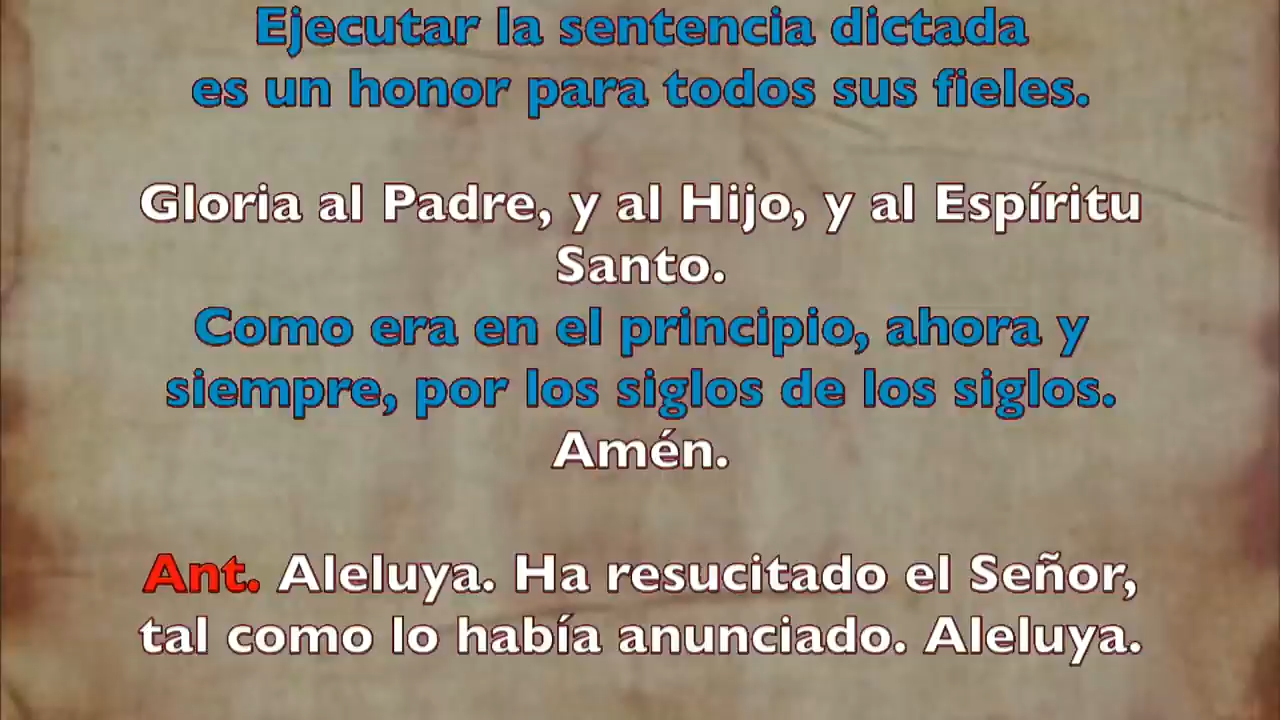 Ejecutar la sentencia dictada
es un honor para todos sus fieles.
Gloria al Padre, y al Hijo, y al Espíritu
Santo.
Como era en el principio, ahora y
siempre, por los siglos de los siglos.
Amén.
Ant. Aleluya. Ha resucitado el Señor,
tal como lo había anunciado. Aleluya.